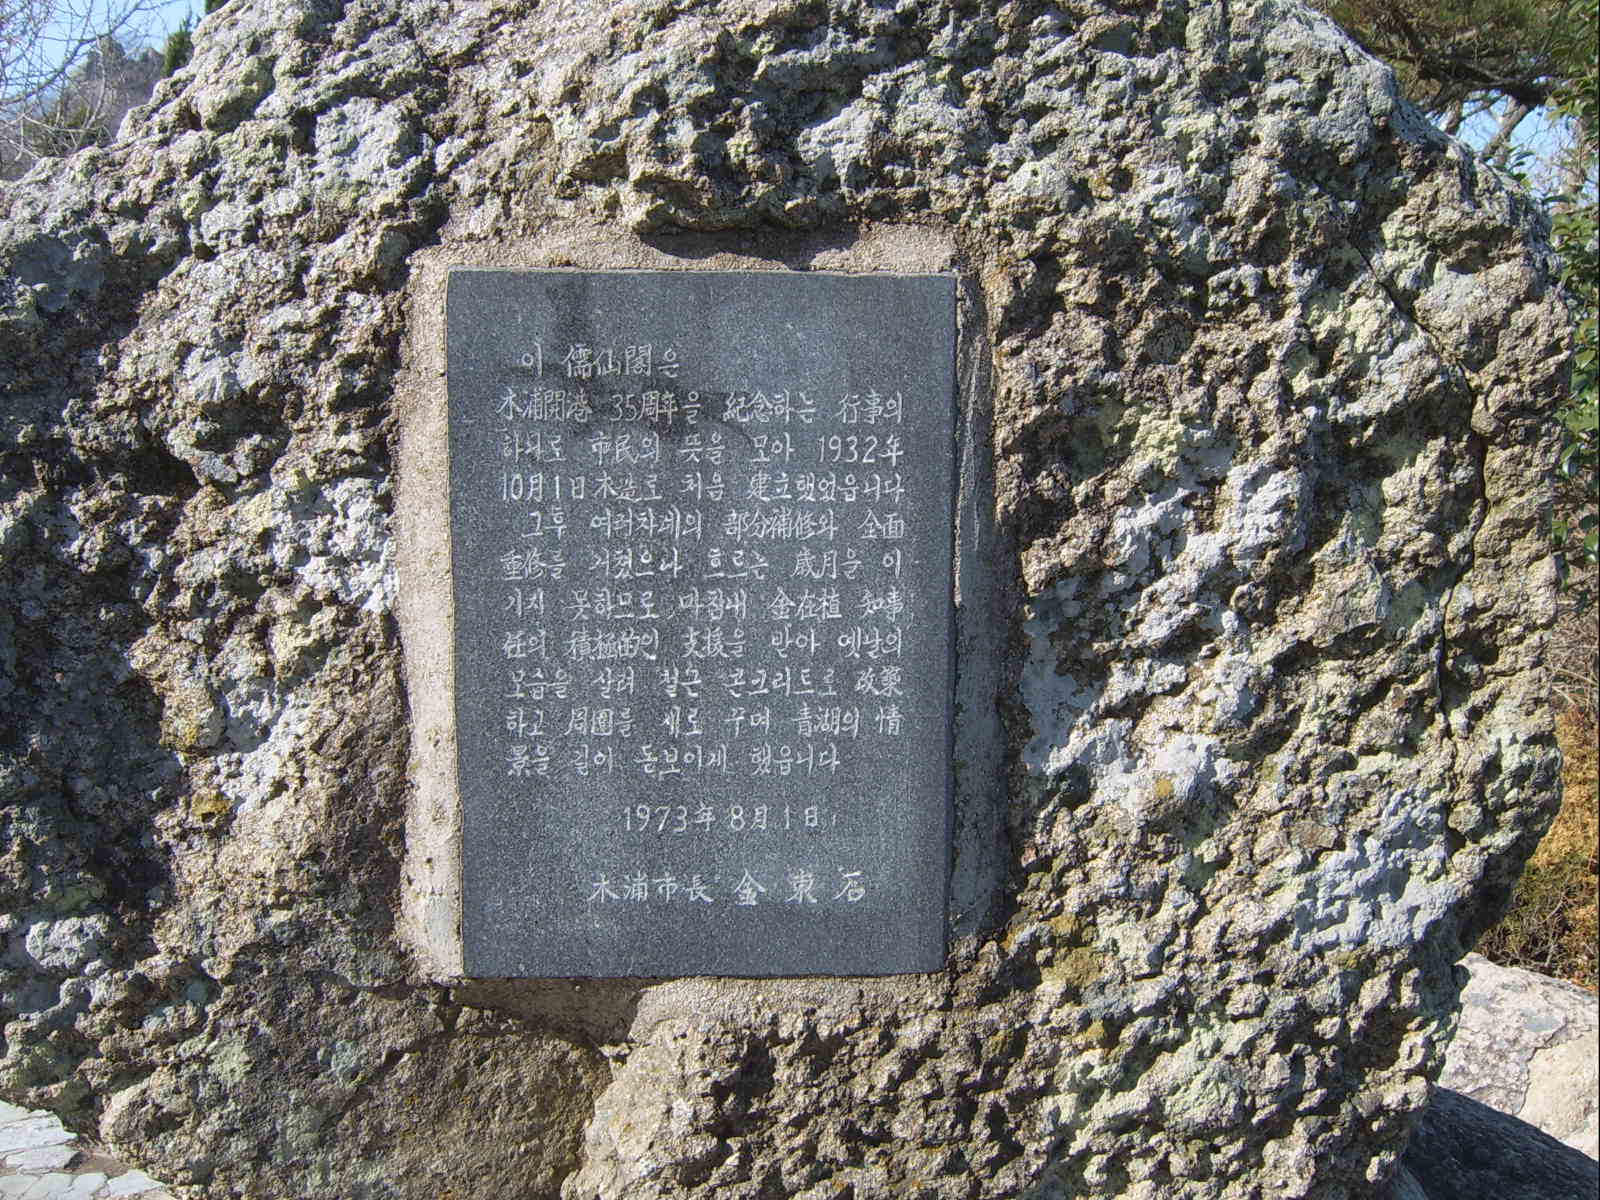 이 儒仙閣은
木浦開港 35周年을 紀念하는 行事의
하나로 市民의 뜻을 모아 1932年
10月1日木造로 처음 建立했었읍니다
그후 여러차례의 部分補修와 全面
重修를 거쳤으나 흐르는 歲月을 이
기지 못하므로 마침내 金在植 知事
任의 積極的인 支援을 받아 옛날의
모습을 살려 철근 콘크리트로 改築
하고 周圍를 새로 꾸며 青湖의 情
景을 길이 돋보이게 했읍니다
1973年 8月 1日
木浦市長 金 東 石